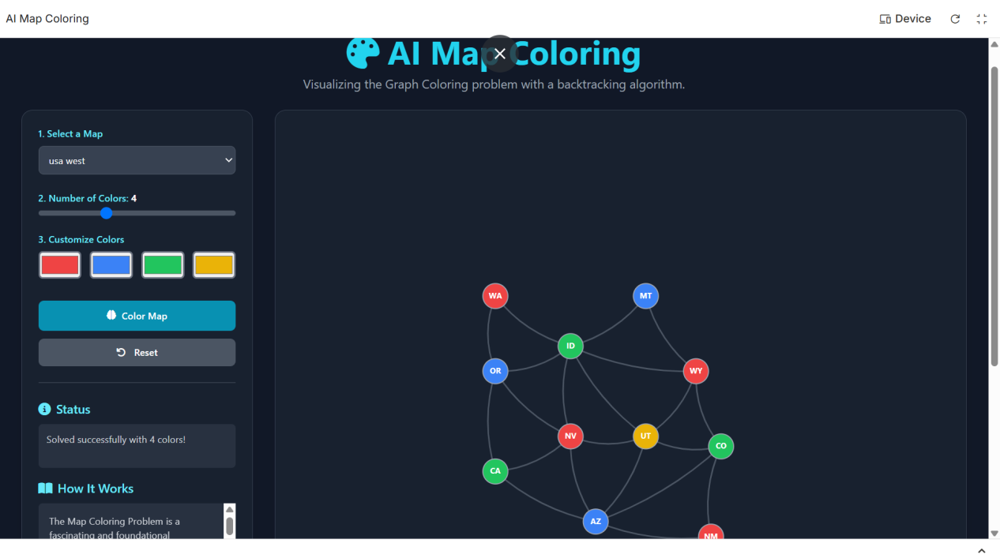 AI Map Coloring
Device
AI Map Coloring
Visualizing the Graph Coloring problem with a backtracking algorithm.
1. Select a Map
usa west
2. Number of Colors: 4
3. Customize Colors
Color Map
Reset
Status
Solved successfully with 4 colors!
How It Works
The Map Coloring Problem is a
fascinating and foundational
WA
MT
ID
OR
WY
NV
UT
CO
CA
AZ
NM